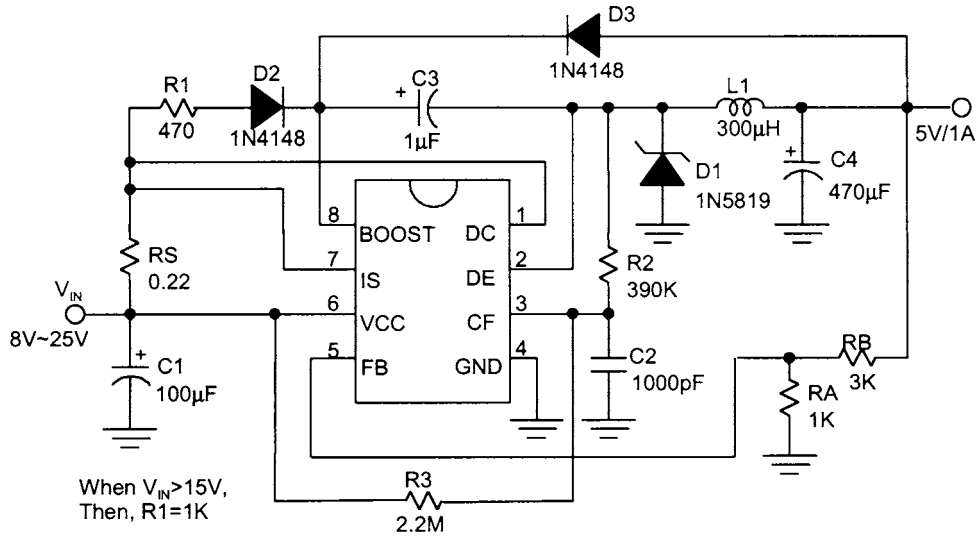 D3
1N4148
R1
470
D2
1N4148
C3
+
1µF
L1
300µH
5V/1A
D1
1N5819
+
C4
470µF
8
BOOST
DC
1
7
IS
DE
2
6
VCC
CF
3
5
FB
GND
4
RS
0.22
VIN
8V~25V
+
C1
100µF
R2
390K
C2
1000pF
RB
3K
RA
1K
R3
2.2M
When VIN>15V,
Then, R1=1K